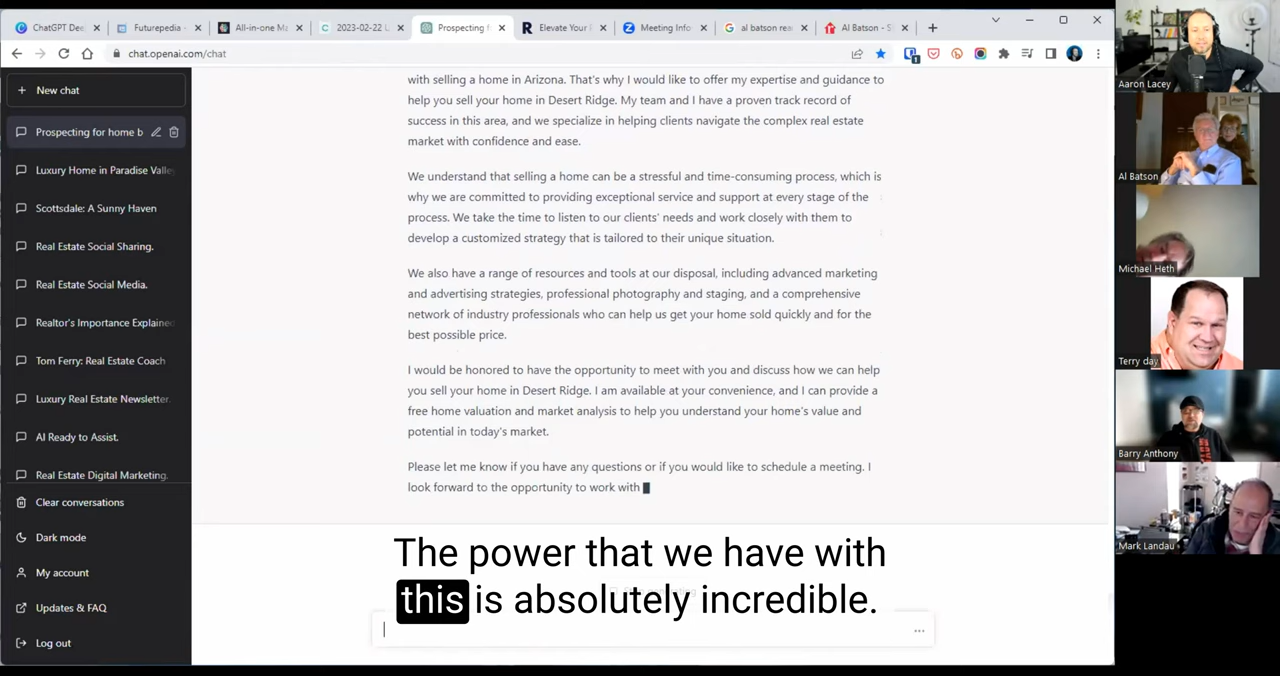 ChatGPT Dee
Futurepedia -
All-in-one Ma
2023-02-22 L
Prospecting f
Elevate Your
Meeting Info
al batson rea
Al Batson - S
chat.openai.com/chat
New chat
Prospecting for home b
Luxury Home in Paradise Valle
Scottsdale: A Sunny Haven
Real Estate Social Sharing.
Real Estate Social Media.
Realtor's Importance Explained
Tom Ferry: Real Estate Coach
Luxury Real Estate Newsletter.
AI Ready to Assist.
Real Estate Digital Marketing.
Clear conversations
Dark mode
My account
Updates & FAQ
Log out
with selling a home in Arizona. That's why I would like to offer my expertise and guidance to
help you sell your home in Desert Ridge. My team and I have a proven track record of
success in this area, and we specialize in helping clients navigate the complex real estate
market with confidence and ease.
We understand that selling a home can be a stressful and time-consuming process, which is
why we are committed to providing exceptional service and support at every stage of the
process. We take the time to listen to our clients' needs and work closely with them to
develop a customized strategy that is tailored to their unique situation.
We also have a range of resources and tools at our disposal, including advanced marketing
and advertising strategies, professional photography and staging, and a comprehensive
network of industry professionals who can help us get your home sold quickly and for the
best possible price.
I would be honored to have the opportunity to meet with you and discuss how we can help
you sell your home in Desert Ridge. I am available at your convenience, and I can provide a
free home valuation and market analysis to help you understand your home's value and
potential in today's market.
Please let me know if you have any questions or if you would like to schedule a meeting. I
look forward to the opportunity to work with
The power that we have with
this is absolutely incredible.
Aaron Lacey
Al Batson
Michael Heth
Terry day
Barry Anthony
Mark Landau